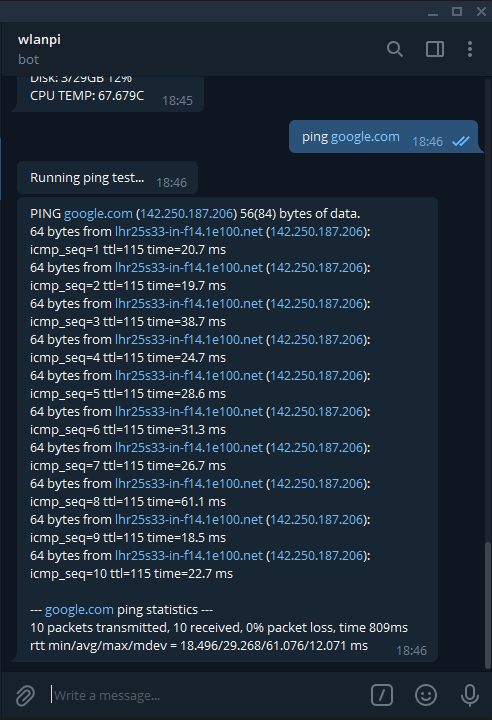 wlanpi
bot
Disk: 3/29GB 12%
CPU TEMP: 67.679C
18:45
ping google.com
18:46
Running ping test...
18:46
PING google.com (142.250.187.206) 56(84) bytes of data.
64 bytes from lhr25s33-in-f14.1e100.net (142.250.187.206):
icmp_seq=1 ttl=115 time=20.7 ms
64 bytes from lhr25s33-in-f14.1e100.net (142.250.187.206):
icmp_seq=2 ttl=115 time=19.7 ms
64 bytes from lhr25s33-in-f14.1e100.net (142.250.187.206):
icmp_seq=3 ttl=115 time=38.7 ms
64 bytes from lhr25s33-in-f14.1e100.net (142.250.187.206):
icmp_seq=4 ttl=115 time=24.7 ms
64 bytes from lhr25s33-in-f14.1e100.net (142.250.187.206):
icmp_seq=5 ttl=115 time=28.6 ms
64 bytes from lhr25s33-in-f14.1e100.net (142.250.187.206):
icmp_seq=6 ttl=115 time=31.3 ms
64 bytes from lhr25s33-in-f14.1e100.net (142.250.187.206):
icmp_seq=7 ttl=115 time=26.7 ms
64 bytes from lhr25s33-in-f14.1e100.net (142.250.187.206):
icmp_seq=8 ttl=115 time=61.1 ms
64 bytes from lhr25s33-in-f14.1e100.net (142.250.187.206):
icmp_seq=9 ttl=115 time=18.5 ms
64 bytes from lhr25s33-in-f14.1e100.net (142.250.187.206):
icmp_seq=10 ttl=115 time=22.7 ms
--- google.com ping statistics ---
10 packets transmitted, 10 received, 0% packet loss, time 809ms
rtt min/avg/max/mdev = 18.496/29.268/61.076/12.071 ms
18:46
Write a message...